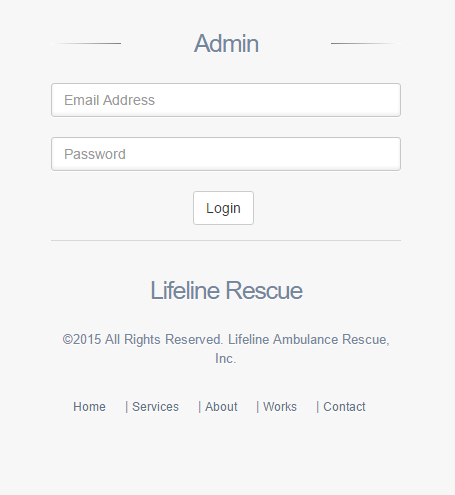 Admin
Email Address
Password
Login
Lifeline Rescue
©2015 All Rights Reserved. Lifeline Ambulance Rescue,
Inc.
Home | Services | About | Works | Contact